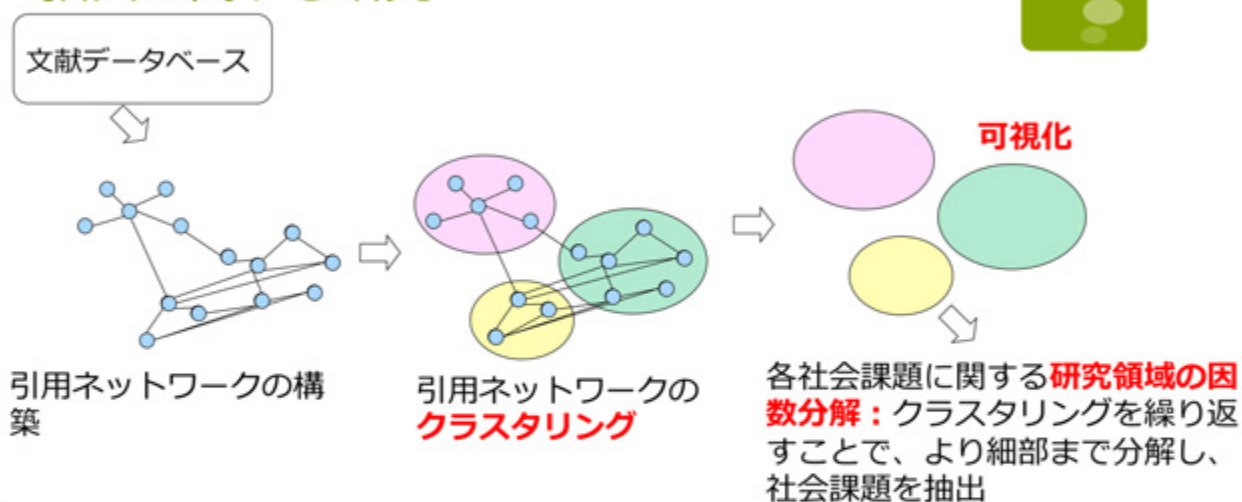 文献データベース
可視化
引用ネットワークの構
築
引用ネットワークの
クラスタリング
各社会課題に関する研究領域の因
数分解：クラスタリングを繰り返
すことで、より細部まで分解し、
社会課題を抽出